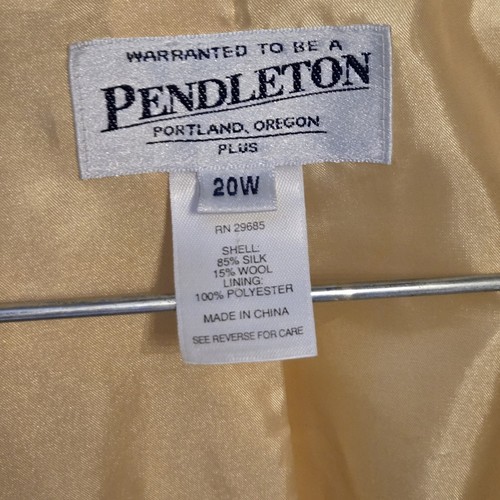 WARRANTED TO BE A
PENDLETON
PORTLAND, OREGON
PLUS
20W
RN 29685
SHELL:
85% SILK
15% WOOL
LINING:
100% POLYESTER
MADE IN CHINA
SEE REVERSE FOR CARE